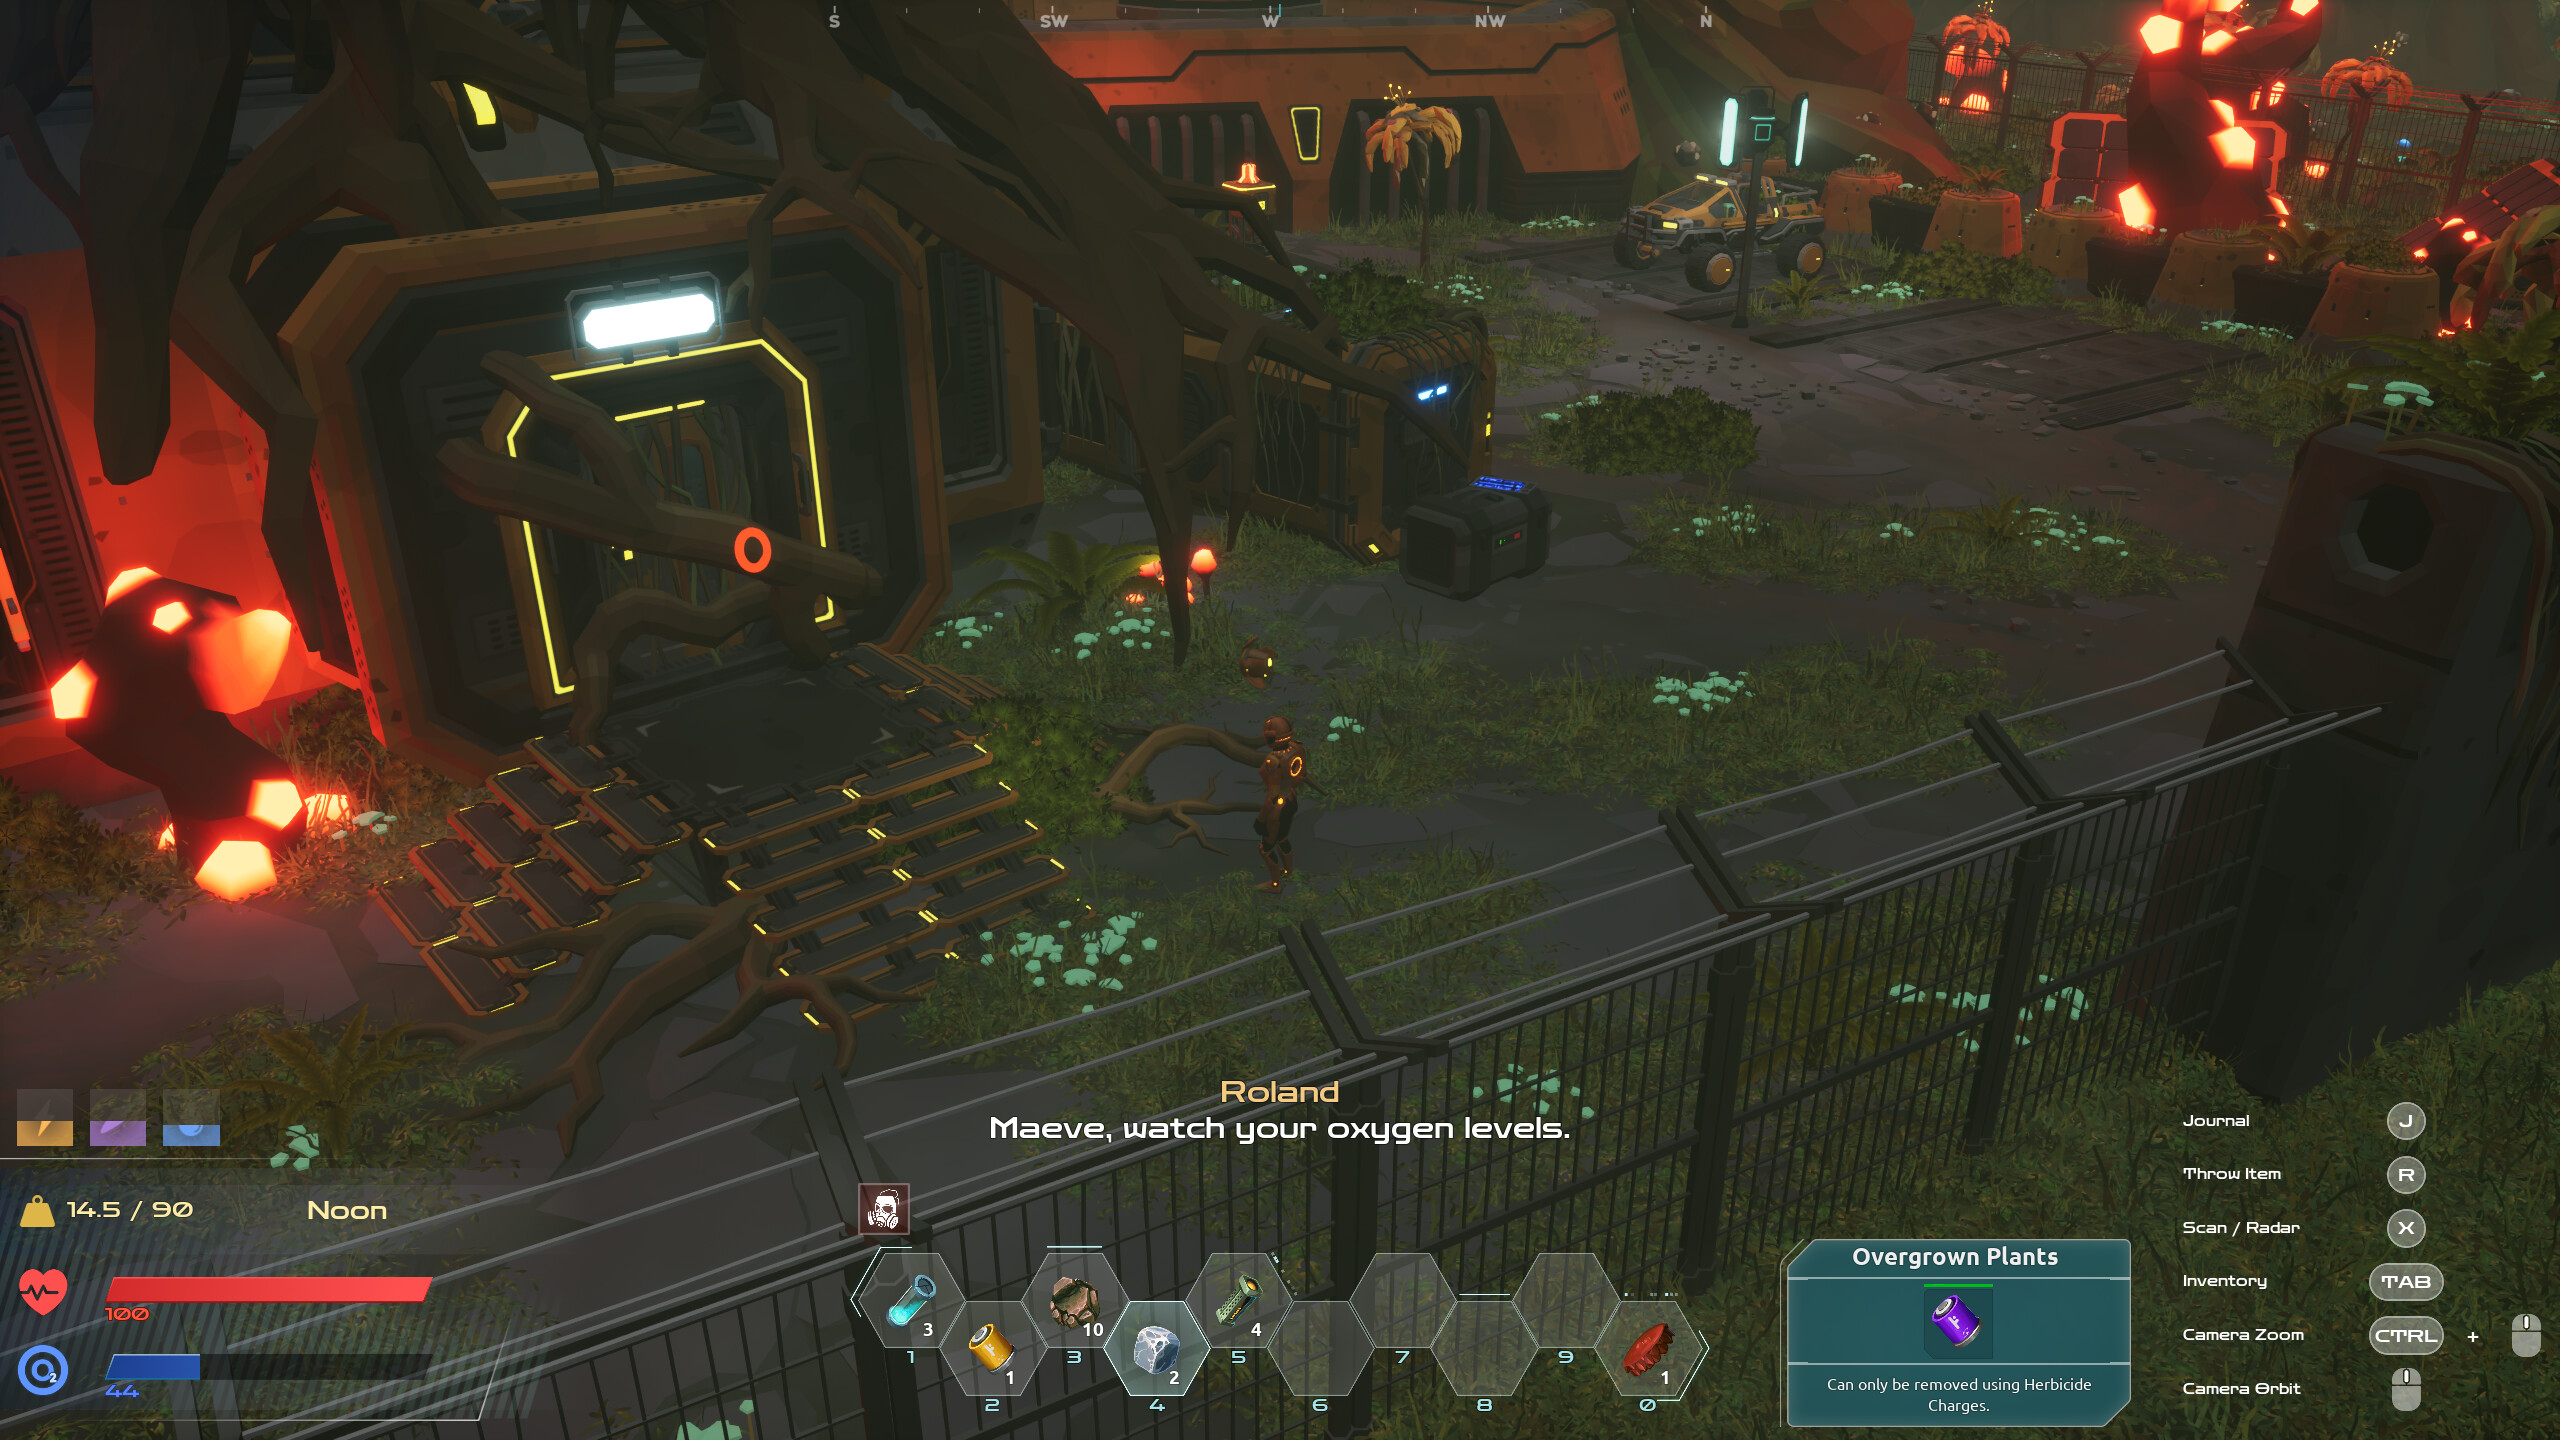 S SW W NW N
Roland
Maeve, watch your oxygen levels.
14.5 / 90 Noon
100
2
44
3
1
10
2
4
1
1 2 3 4 5 6 7 8 9 0
Overgrown Plants
Can only be removed using Herbicide
Charges.
Journal J
Throw Item R
Scan / Radar X
Inventory TAB
Camera Zoom CTRL +
Camera Orbit